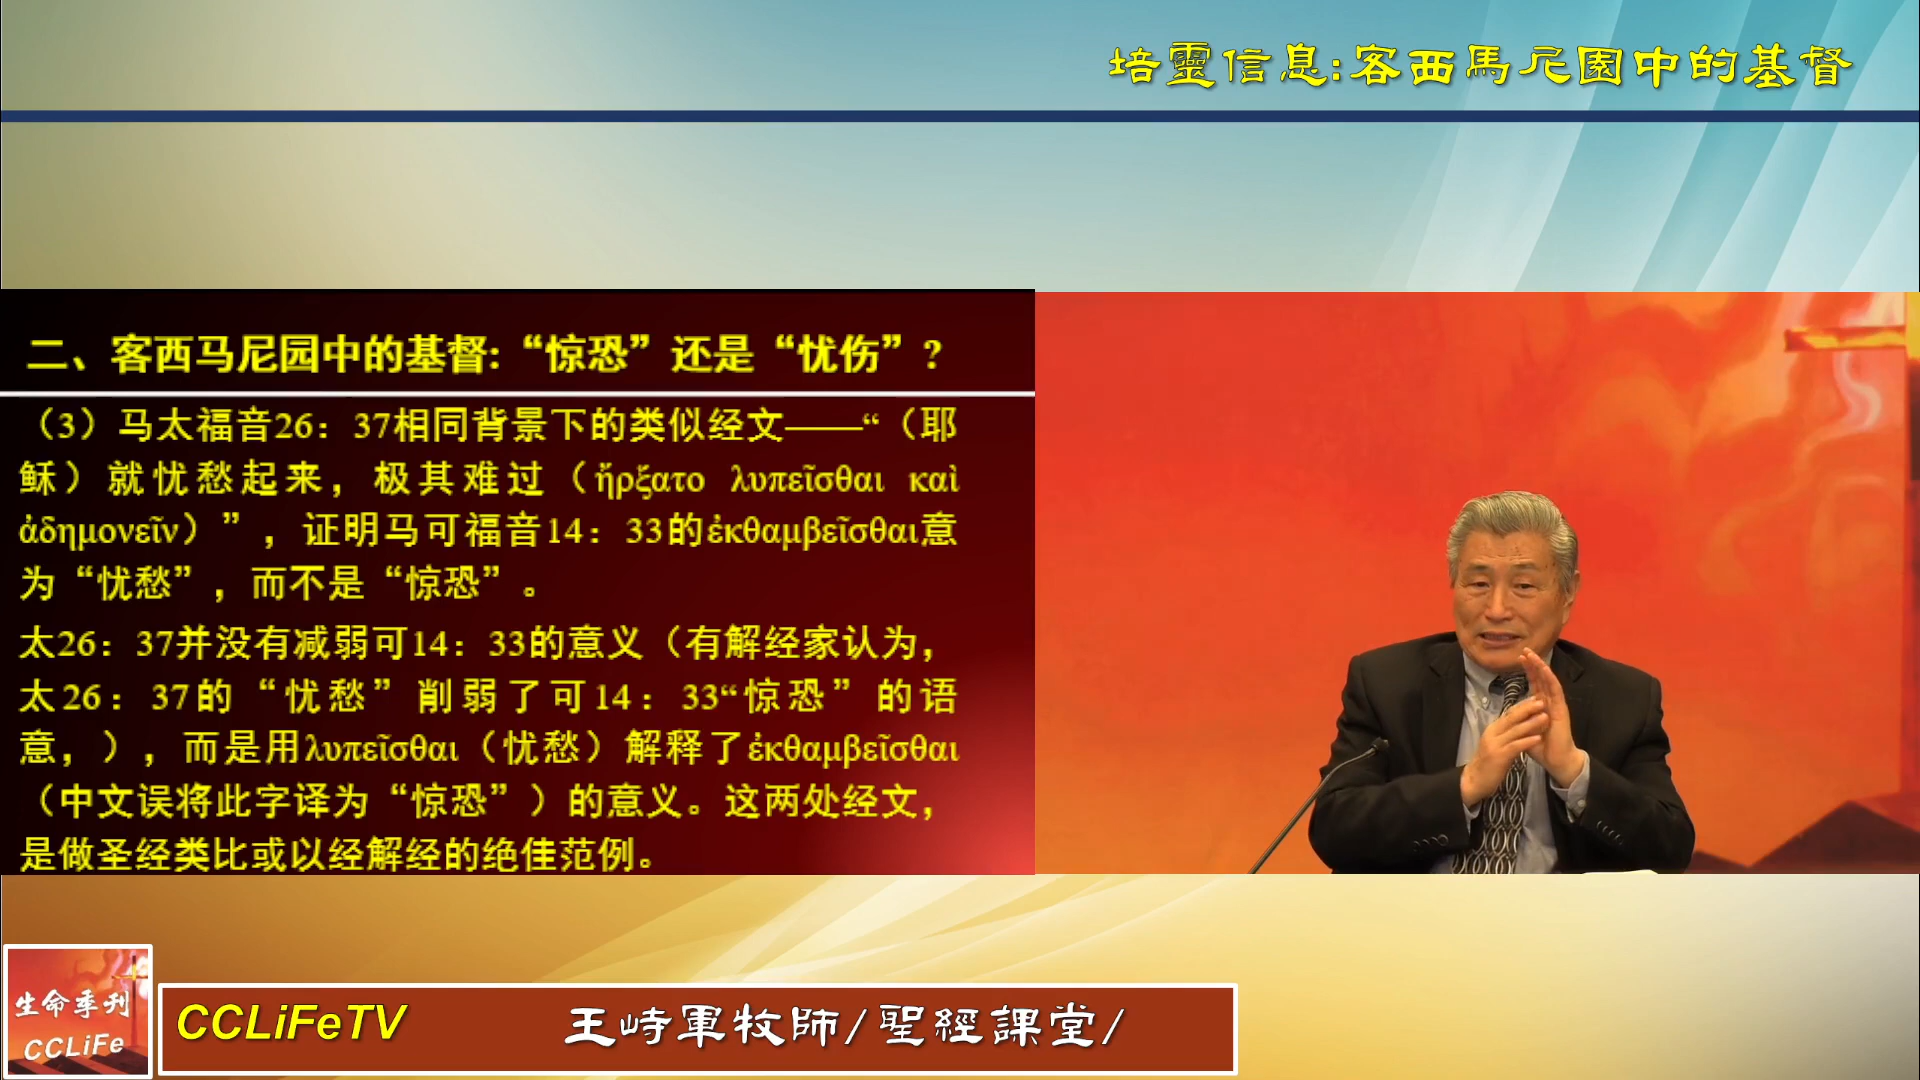 培靈信息:客西馬尼園中的基督
二、客西马尼园中的基督:“惊恐”还是“忧伤”?
（3）马太福音26：37相同背景下的类似经文——“（耶
稣）就忧愁起来，极其难过（ἤρξατο λυπεῖσθαι καὶ
ἀδημονεῖν）”，证明马可福音14：33的ἐκθαμβεῖσθαι意
为“忧愁”，而不是“惊恐”。
太26：37并没有减弱可14：33的意义（有解经家认为，
太26：37的“忧愁”削弱了可14：33“惊恐”的语
意，），而是用λυπεῖσθαι（忧愁）解释了ἐκθαμβεῖσθαι
（中文误将此字译为“惊恐”）的意义。这两处经文，
是做圣经类比或以经解经的绝佳范例。
生命季刊
CCLiFe
CCLiFeTV
王峙軍牧師/聖經課堂/